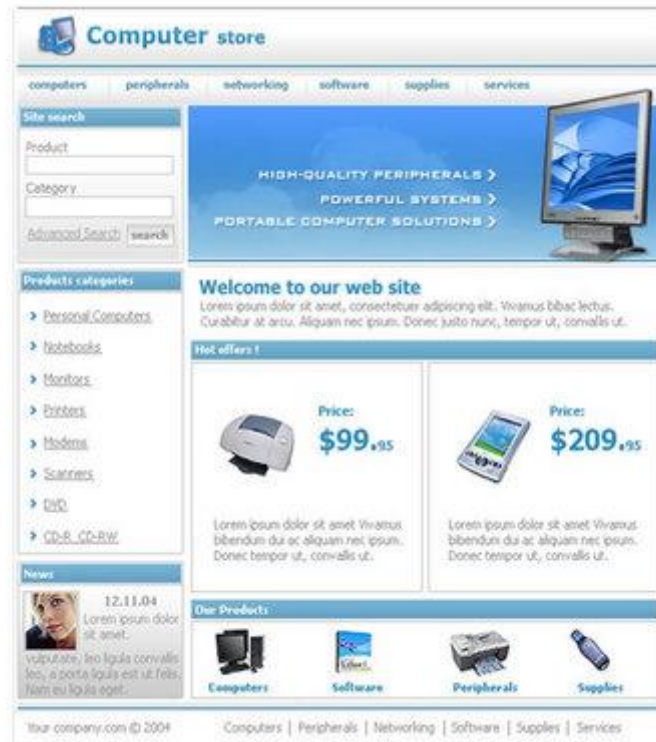 Computer store
computers peripherals networking software supplies services
Site search
Product
Category
Advanced Search search
HIGH-QUALITY PERIPHERALS
POWERFUL SYSTEMS
PORTABLE COMPUTER SOLUTIONS
Products categories
Personal Computers
Notebooks
Monitors
Printers
Modems
Scanners
DVD
CD-R CD-RW
News
12.11.04
Lorem ipsum dolor
sit amet,
vulputate, leo ligula convallis
leo, a porta ligula est ut felis.
Nam eu ligula eget.
Welcome to our web site
Lorem ipsum dolor sit amet, consectetuer adipiscing elit. Vivamus bibac lectus.
Curabitur at arcu. Aliquam nec ipsum. Donec justo nunc, tempor ut, convallis ut.
Hot offers !
Price:
$99.95
Lorem ipsum dolor sit amet Vivamus
bibendum dui ac aliquam nec ipsum.
Donec tempor ut, convallis ut.
Price:
$209.95
Lorem ipsum dolor sit amet Vivamus
bibendum dui ac aliquam nec ipsum.
Donec tempor ut, convallis ut.
Our Products
Computers Software Peripherals Supplies
Your company.com © 2004
Computers | Peripherals | Networking | Software | Supplies | Services